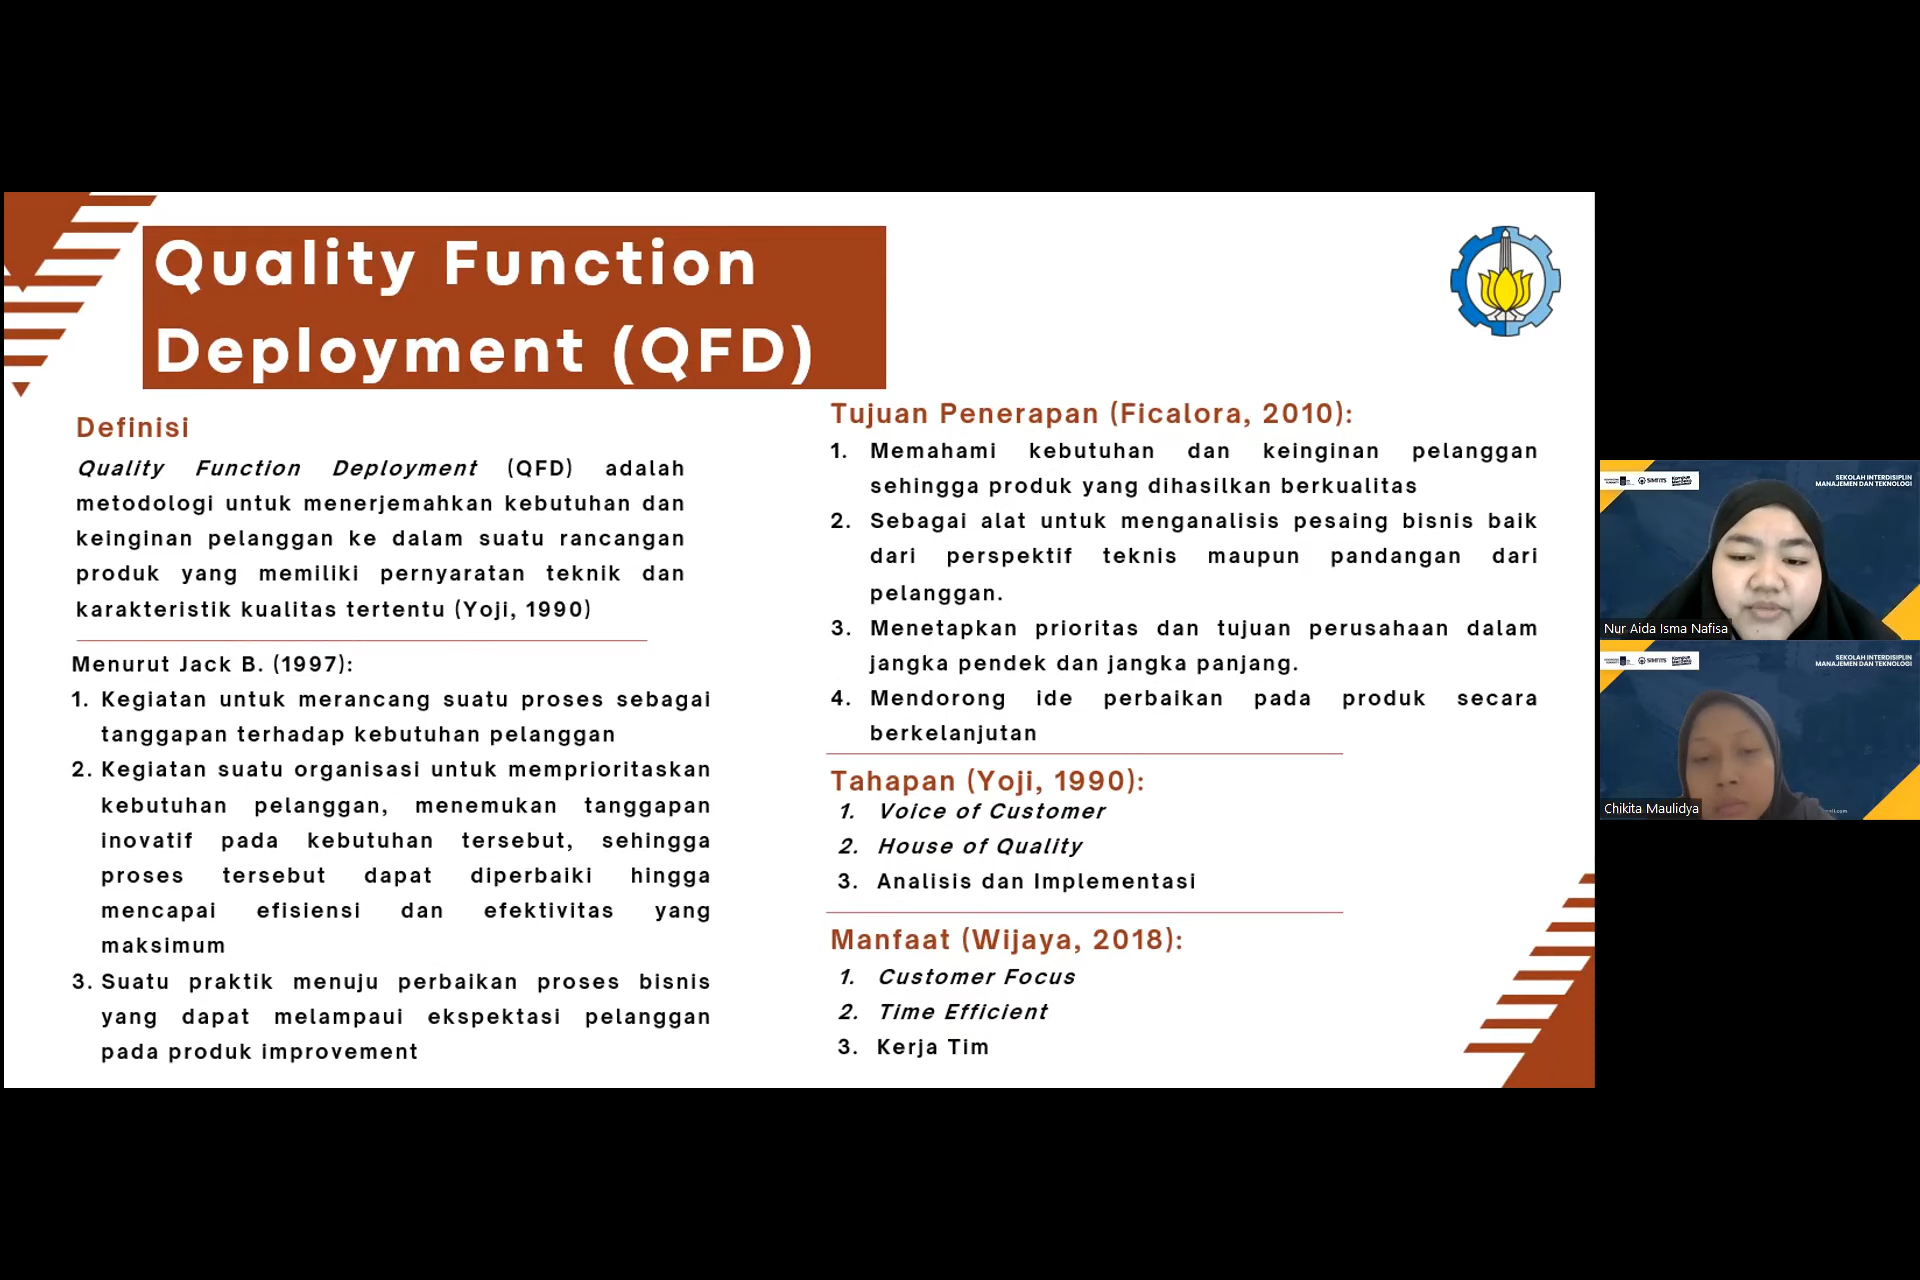 Quality Function
Deployment (QFD)
Definisi
Quality Function Deployment (QFD) adalah
metodologi untuk menerjemahkan kebutuhan dan
keinginan pelanggan ke dalam suatu rancangan
produk yang memiliki pernyaratan teknik dan
karakteristik kualitas tertentu (Yoji, 1990)
Menurut Jack B. (1997):
1. Kegiatan untuk merancang suatu proses sebagai
tanggapan terhadap kebutuhan pelanggan
2. Kegiatan suatu organisasi untuk memprioritaskan
kebutuhan pelanggan, menemukan tanggapan
inovatif pada kebutuhan tersebut, sehingga
proses tersebut dapat diperbaiki hingga
mencapai efisiensi dan efektivitas yang
maksimum
3. Suatu praktik menuju perbaikan proses bisnis
yang dapat melampaui ekspektasi pelanggan
pada produk improvement
Tujuan Penerapan (Ficalora, 2010):
1. Memahami kebutuhan dan keinginan pelanggan
sehingga produk yang dihasilkan berkualitas
2. Sebagai alat untuk menganalisis pesaing bisnis baik
dari perspektif teknis maupun pandangan dari
pelanggan.
3. Menetapkan prioritas dan tujuan perusahaan dalam
jangka pendek dan jangka panjang.
4. Mendorong ide perbaikan pada produk secara
berkelanjutan
Tahapan (Yoji, 1990):
1. Voice of Customer
2. House of Quality
3. Analisis dan Implementasi
Manfaat (Wijaya, 2018):
1. Customer Focus
2. Time Efficient
3. Kerja Tim
SEKOLAH INTERDISIPLIN
MANAJEMEN DAN TEKNOLOGI
Nur Aida Isma Nafisa
SEKOLAH INTERDISIPLIN
MANAJEMEN DAN TEKNOLOGI
Chikita Maulidya